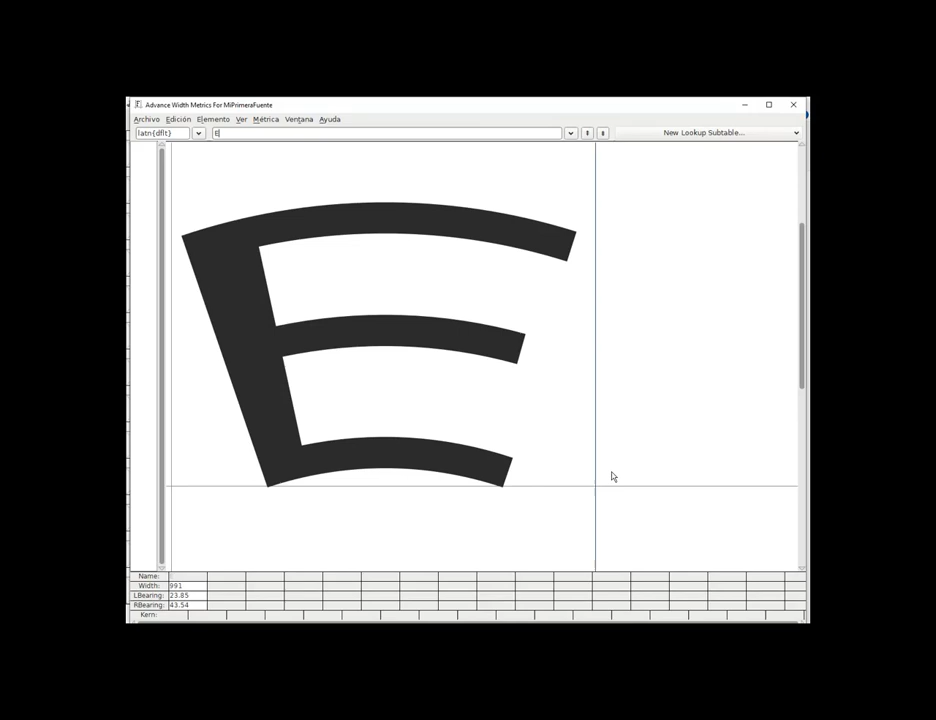 Advance Width Metrics For MiPrimeraFuente
Archivo Edición Elemento Ver Métrica Ventana Ayuda
latn{dflt} E New Lookup Subtable...
E
Name:
Width: 991
LBearing: 23.85
RBearing: 43.54
Kern: